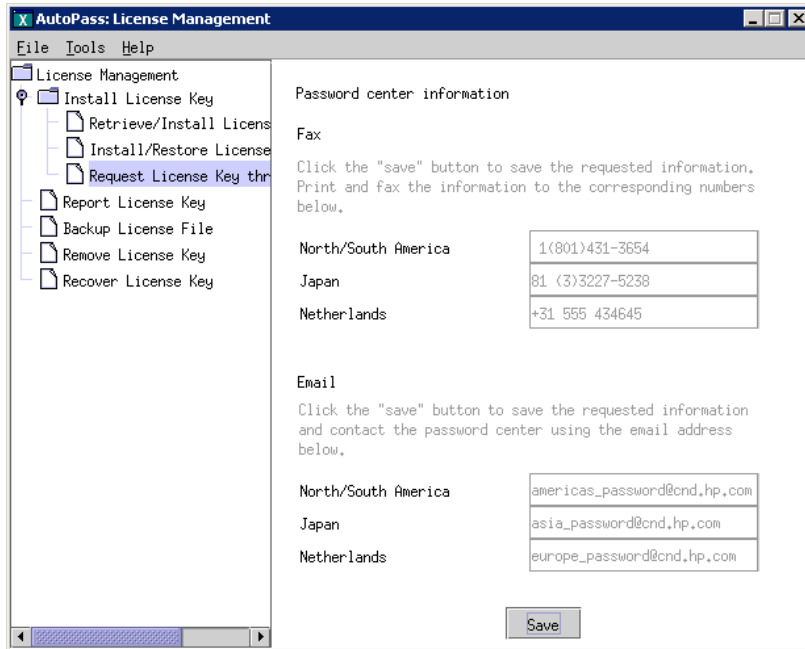 AutoPass: License Management
File Tools Help
License Management
Install License Key
Retrieve/Install Licens
Install/Restore License
Request License Key thr
Report License Key
Backup License File
Remove License Key
Recover License Key
Password center information
Fax
Click the "save" button to save the requested information.
Print and fax the information to the corresponding numbers
below.
North/South America 1(801)431-3654
Japan 81 (3)3227-5238
Netherlands +31 555 434645
Email
Click the "save" button to save the requested information
and contact the password center using the email address
below.
North/South America americas_password@cnd.hp.com
Japan asia_password@cnd.hp.com
Netherlands europe_password@cnd.hp.com
Save